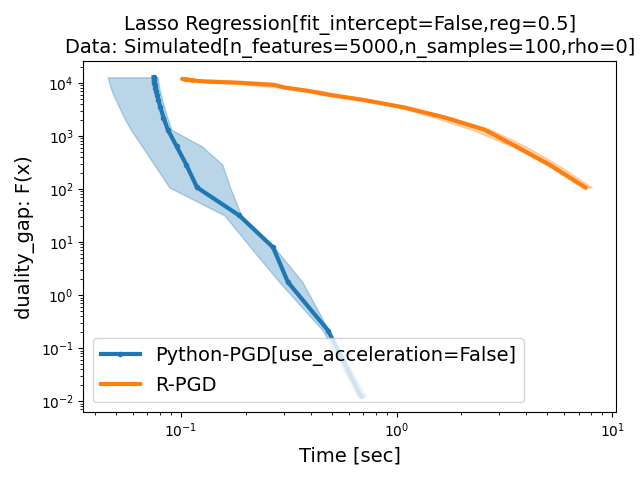 Lasso Regression[fit_intercept=False,reg=0.5]
Data: Simulated[n_features=5000,n_samples=100,rho=0]
duality_gap: F(x)
10⁴
10³
10²
10¹
10⁰
10⁻¹
10⁻²
Python-PGD[use_acceleration=False]
R-PGD
10⁻¹
10⁰
10¹
Time [sec]